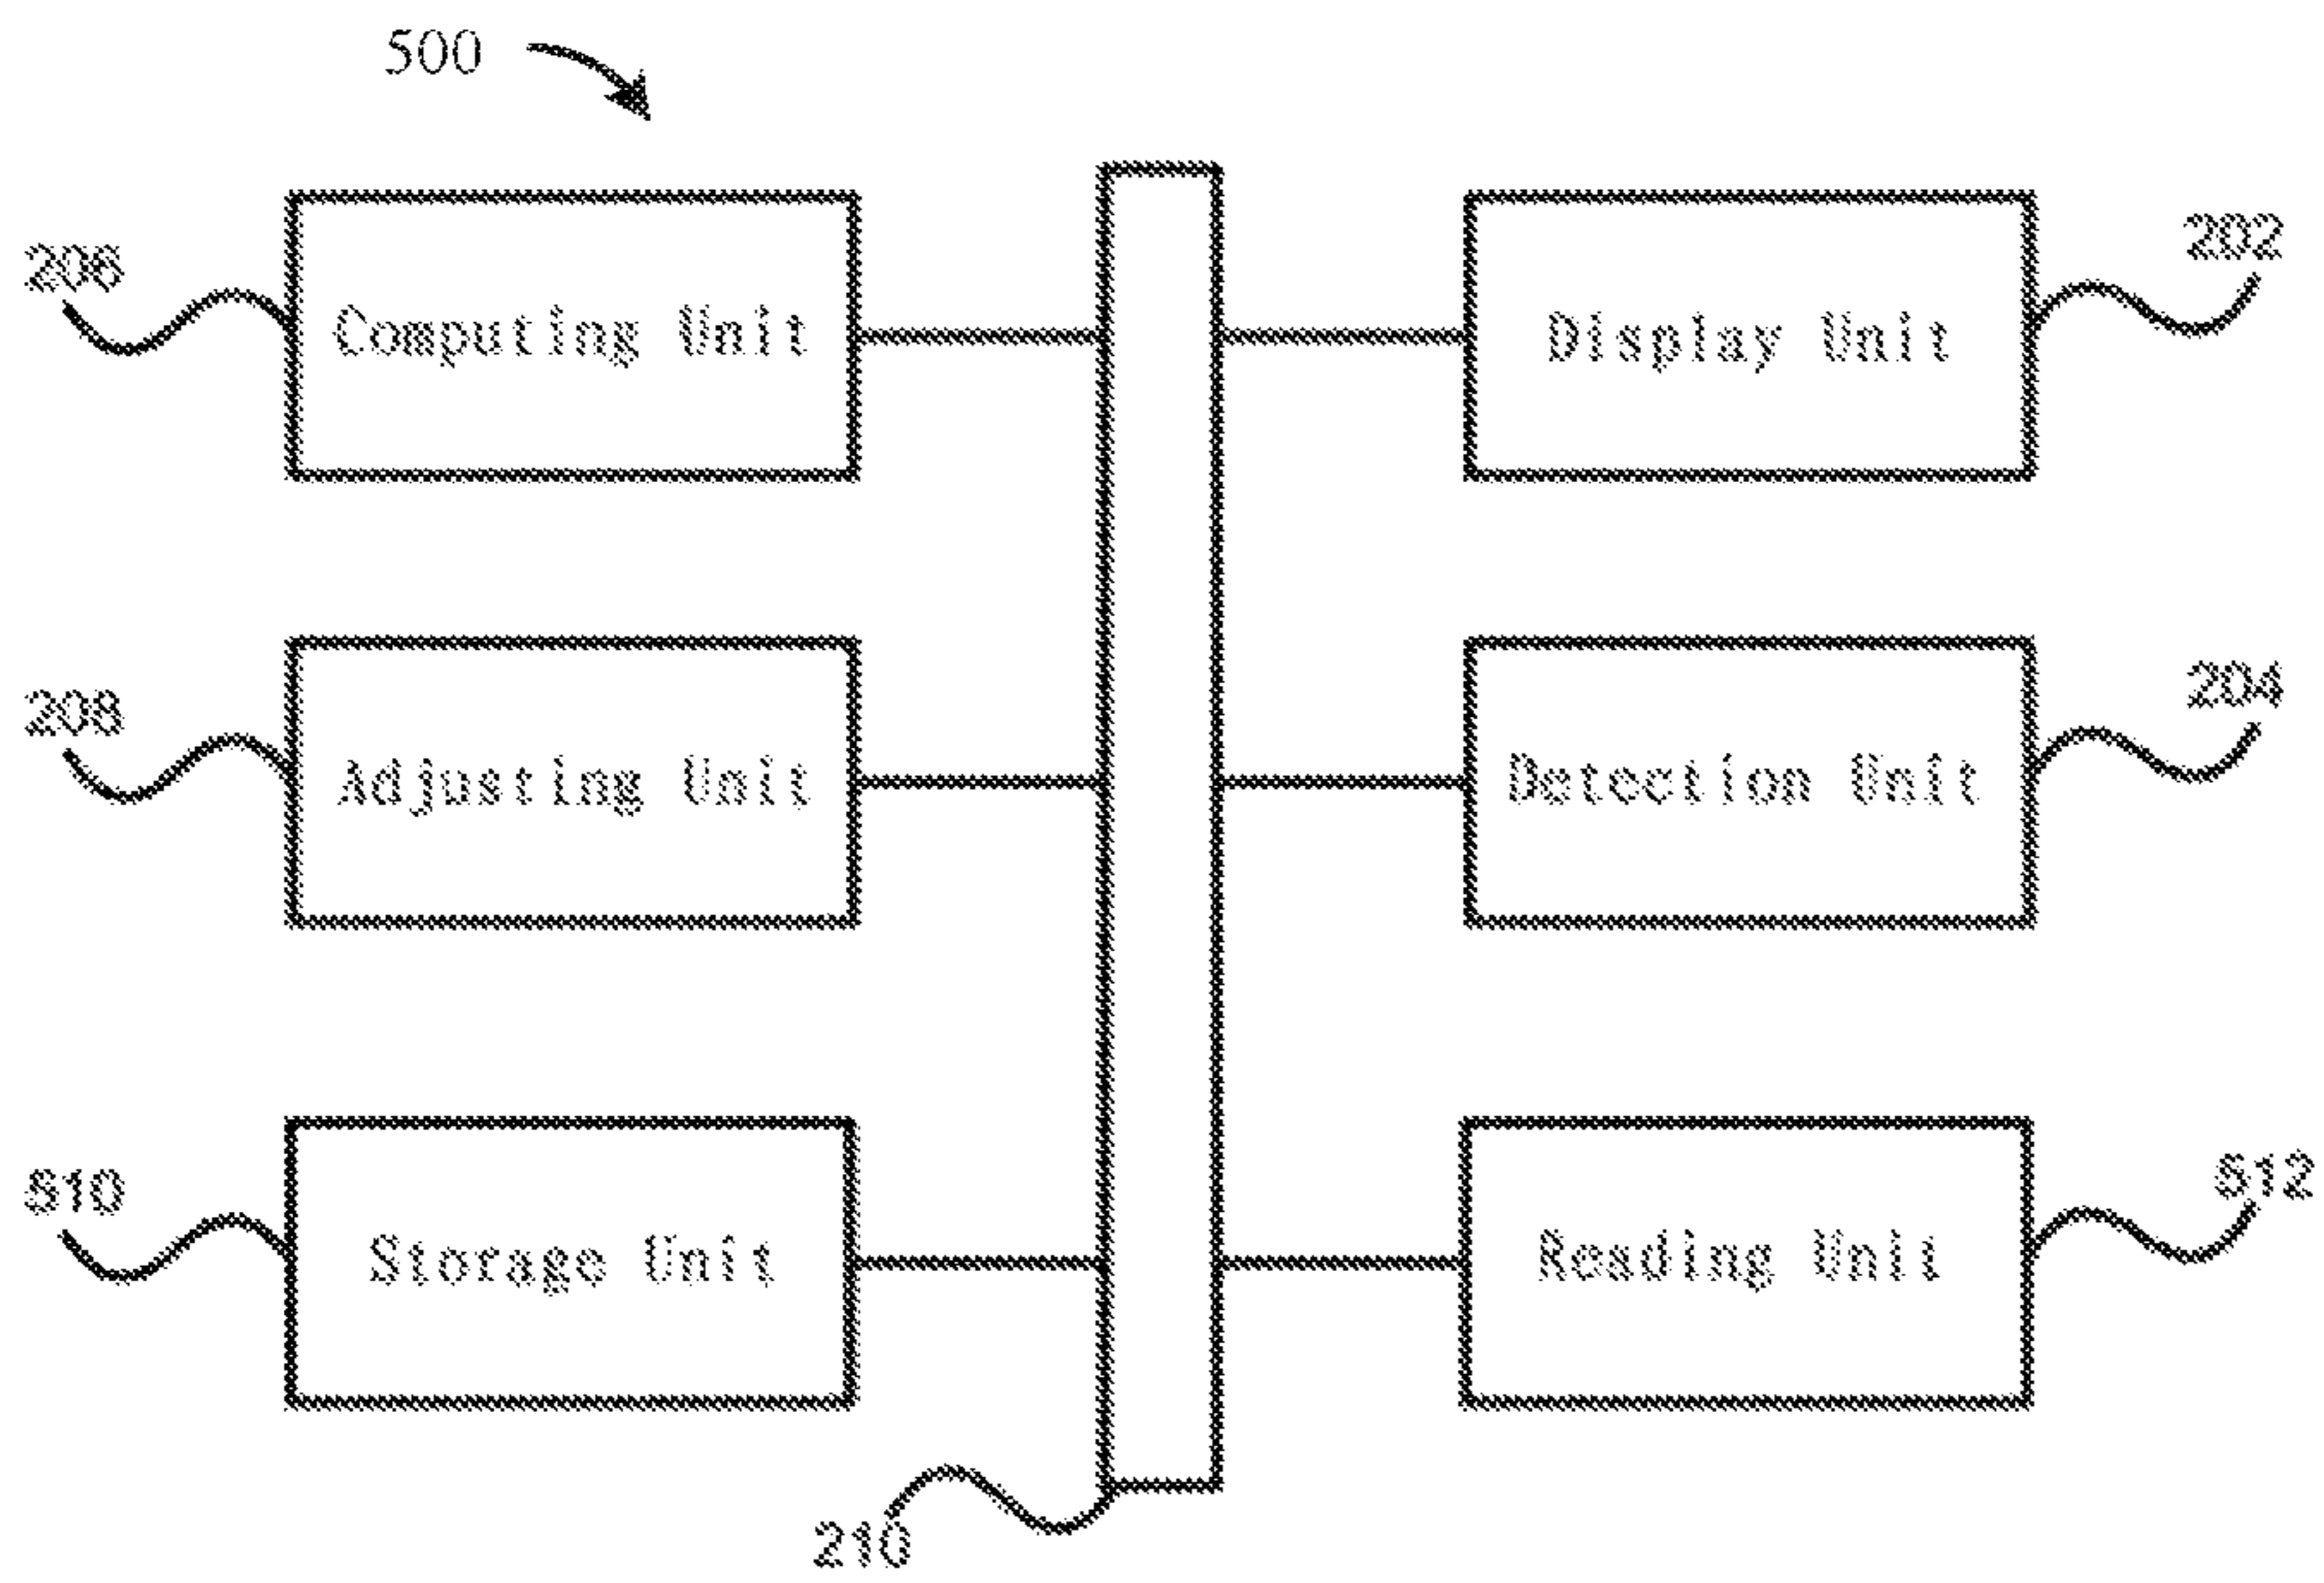 500
206
Computing Unit
Display Unit
202
208
Adjusting Unit
Detection Unit
204
510
Storage Unit
Reading Unit
512
210